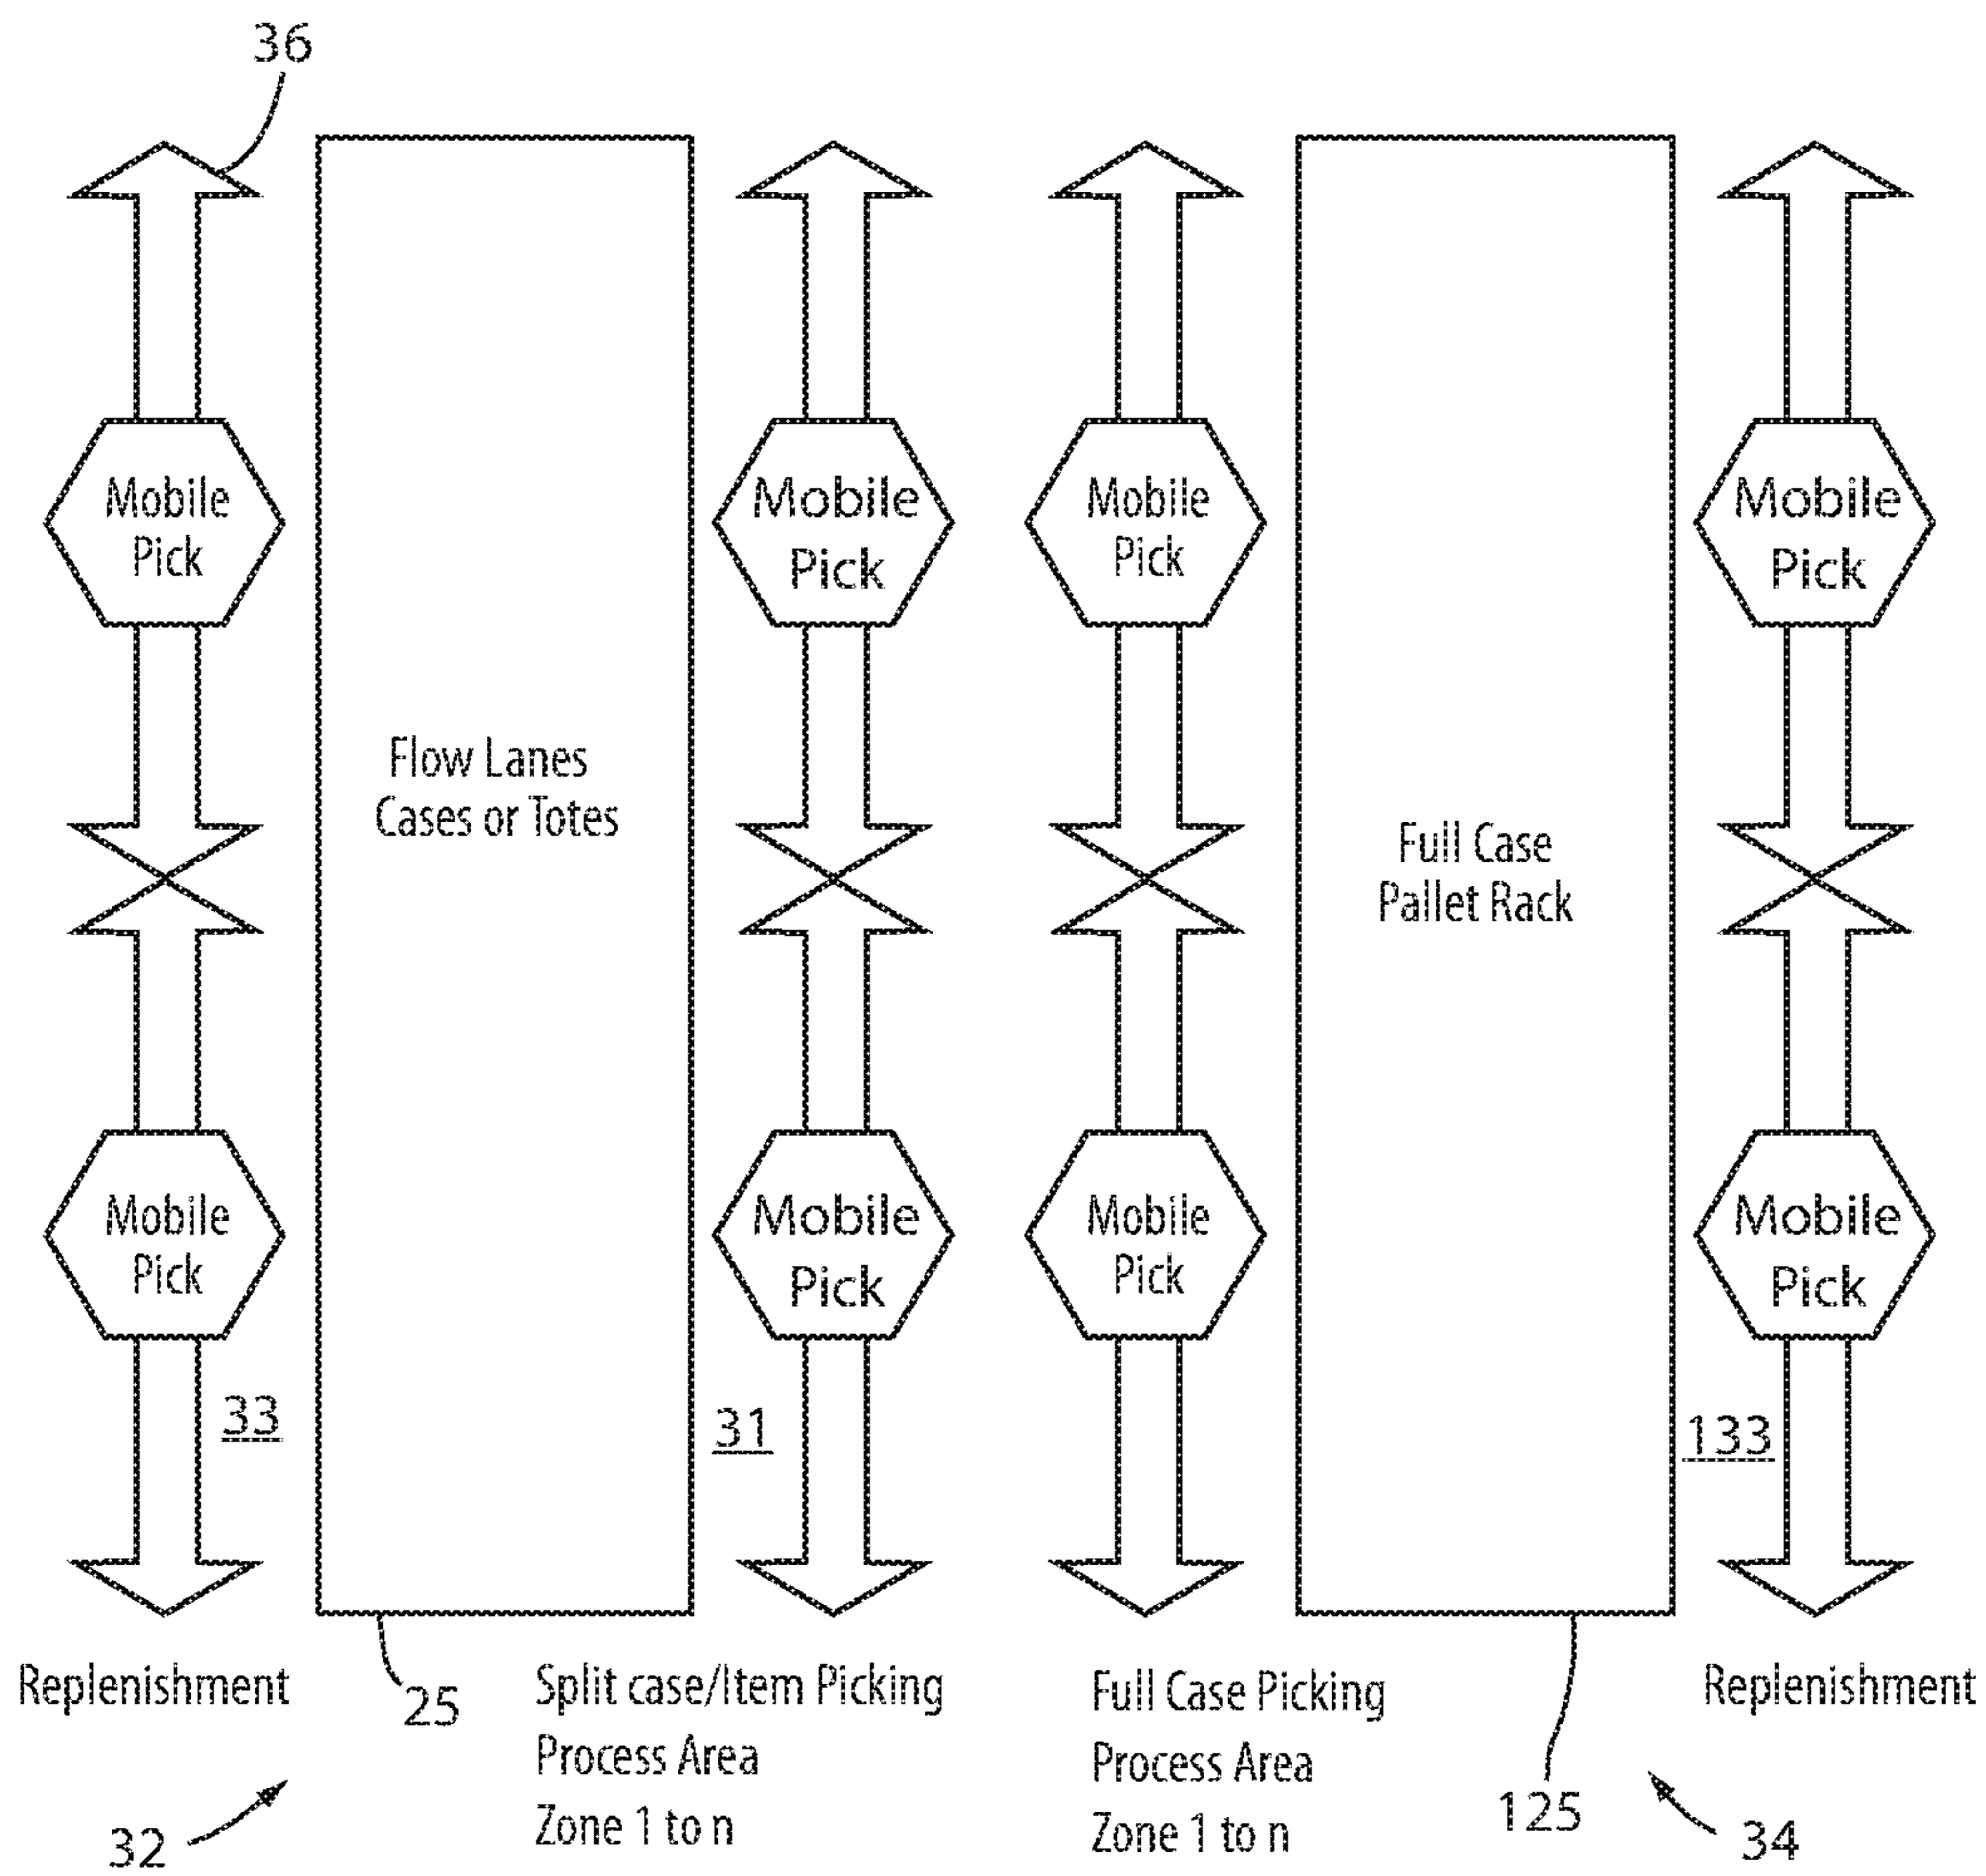 36
Mobile
Pick
Mobile
Pick
Mobile
Pick
Mobile
Pick
Flow Lanes
Cases or Totes
Full Case
Pallet Rack
Mobile
Pick
Mobile
Pick
Mobile
Pick
Mobile
Pick
33
31
133
Replenishment
25
Split case/Item Picking
Process Area
Zone 1 to n
Full Case Picking
Process Area
Zone 1 to n
125
Replenishment
32
34